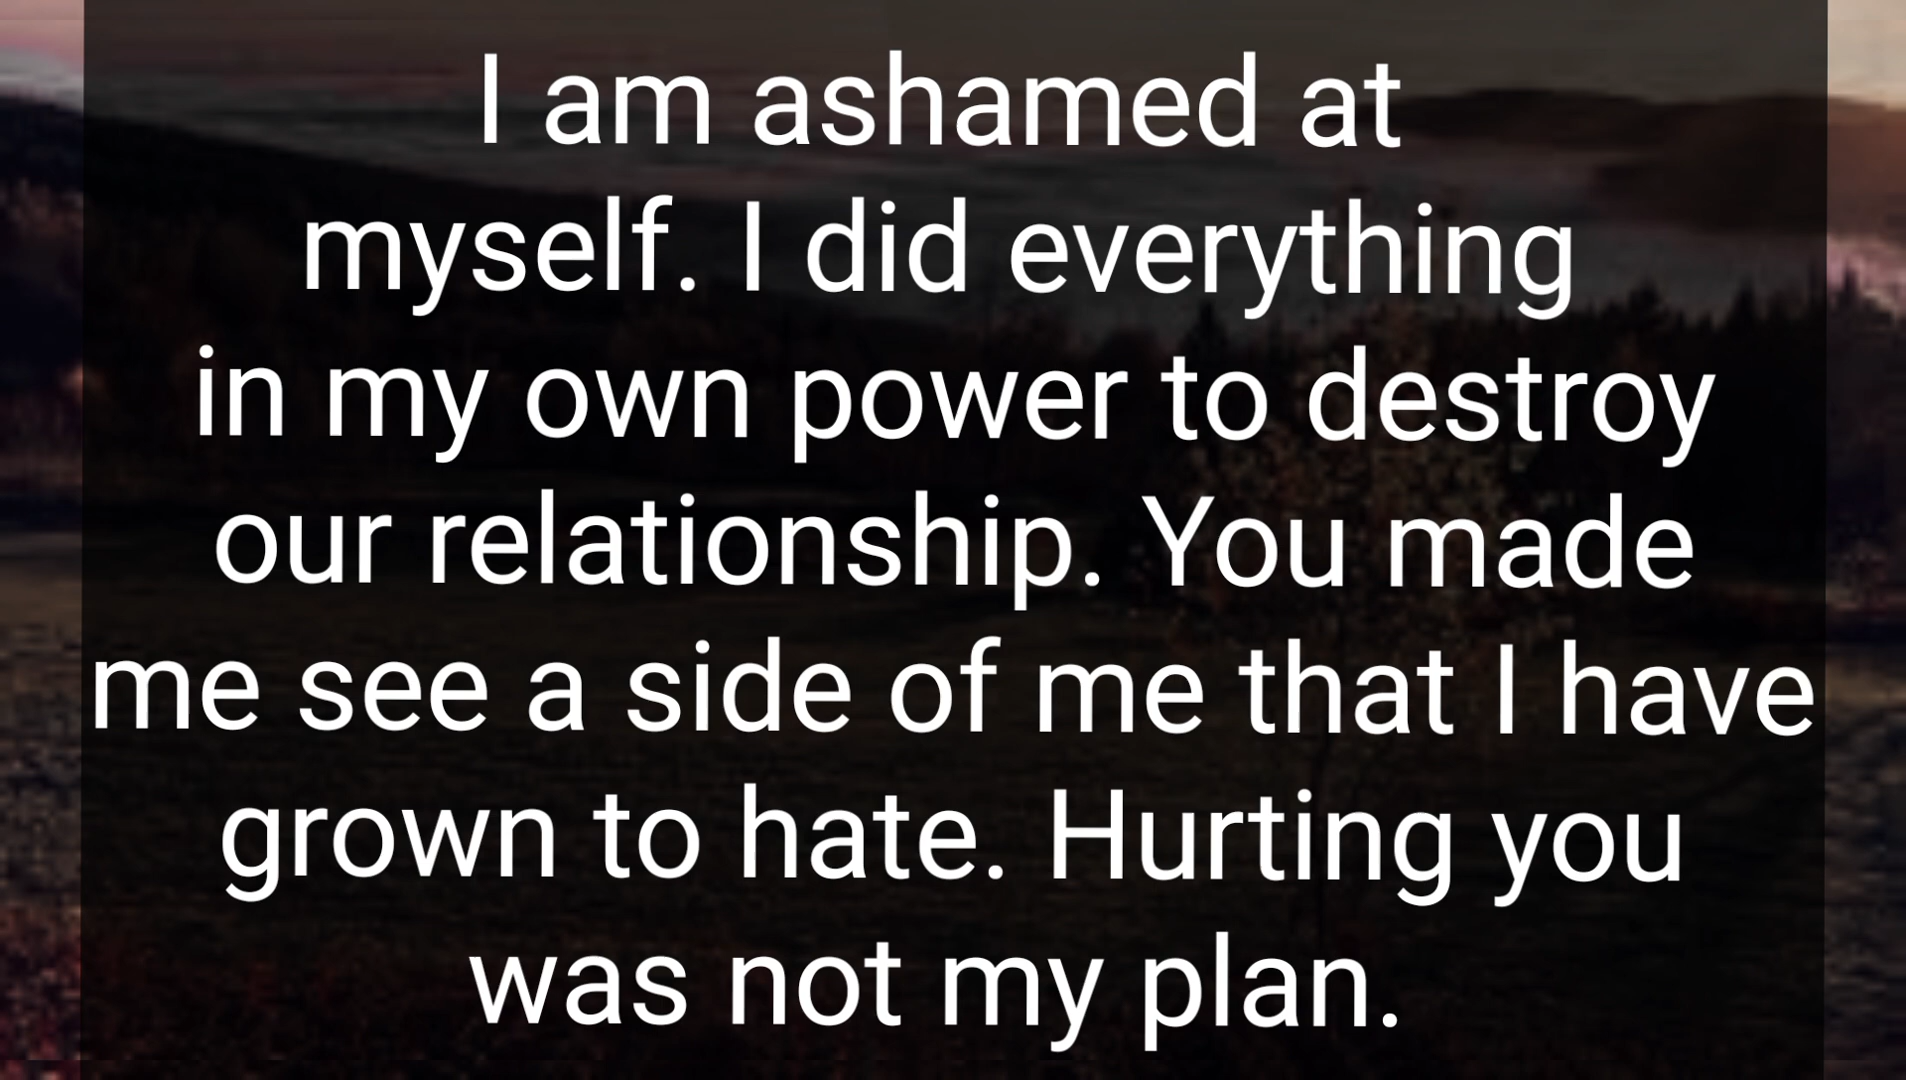 I am ashamed at
myself. I did everything
in my own power to destroy
our relationship. You made
me see a side of me that I have
grown to hate. Hurting you
was not my plan.